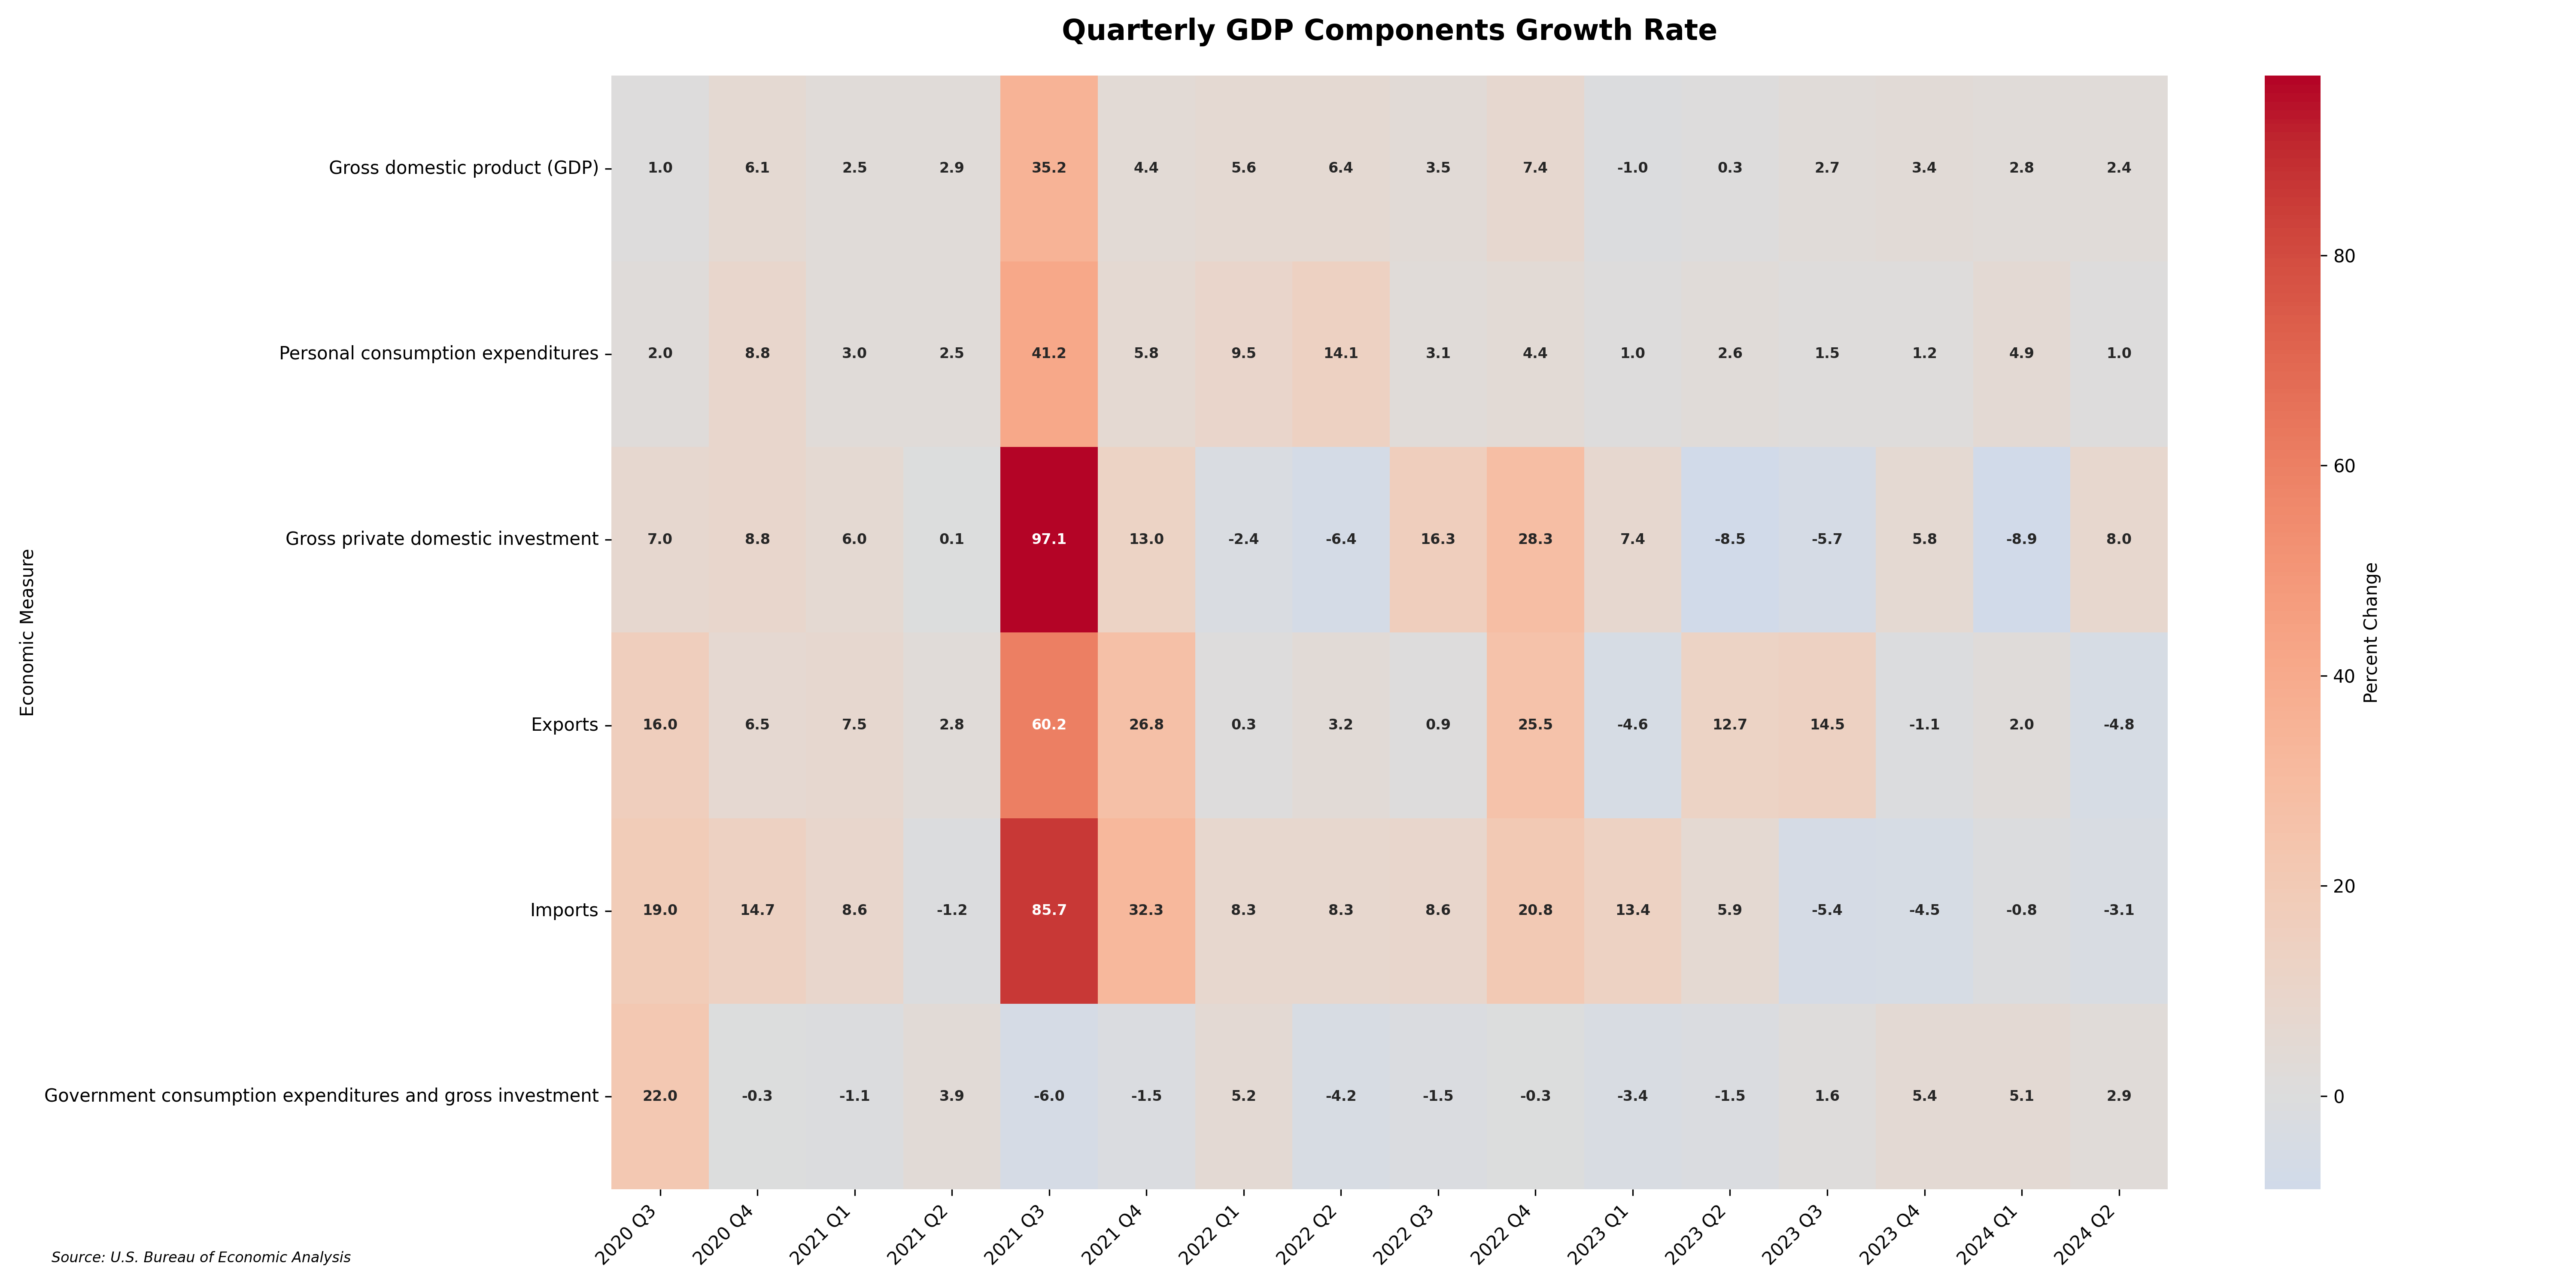 Quarterly GDP Components Growth Rate
Economic Measure
Gross domestic product (GDP) 1.0 6.1 2.5 2.9 35.2 4.4 5.6 6.4 3.5 7.4 -1.0 0.3 2.7 3.4 2.8 2.4
Personal consumption expenditures 2.0 8.8 3.0 2.5 41.2 5.8 9.5 14.1 3.1 4.4 1.0 2.6 1.5 1.2 4.9 1.0
Gross private domestic investment 7.0 8.8 6.0 0.1 97.1 13.0 -2.4 -6.4 16.3 28.3 7.4 -8.5 -5.7 5.8 -8.9 8.0
Exports 16.0 6.5 7.5 2.8 60.2 26.8 0.3 3.2 0.9 25.5 -4.6 12.7 14.5 -1.1 2.0 -4.8
Imports 19.0 14.7 8.6 -1.2 85.7 32.3 8.3 8.3 8.6 20.8 13.4 5.9 -5.4 -4.5 -0.8 -3.1
Government consumption expenditures and gross investment 22.0 -0.3 -1.1 3.9 -6.0 -1.5 5.2 -4.2 -1.5 -0.3 -3.4 -1.5 1.6 5.4 5.1 2.9
2020 Q3 2020 Q4 2021 Q1 2021 Q2 2021 Q3 2021 Q4 2022 Q1 2022 Q2 2022 Q3 2022 Q4 2023 Q1 2023 Q2 2023 Q3 2023 Q4 2024 Q1 2024 Q2
80
60
40
20
0
Percent Change
Source: U.S. Bureau of Economic Analysis